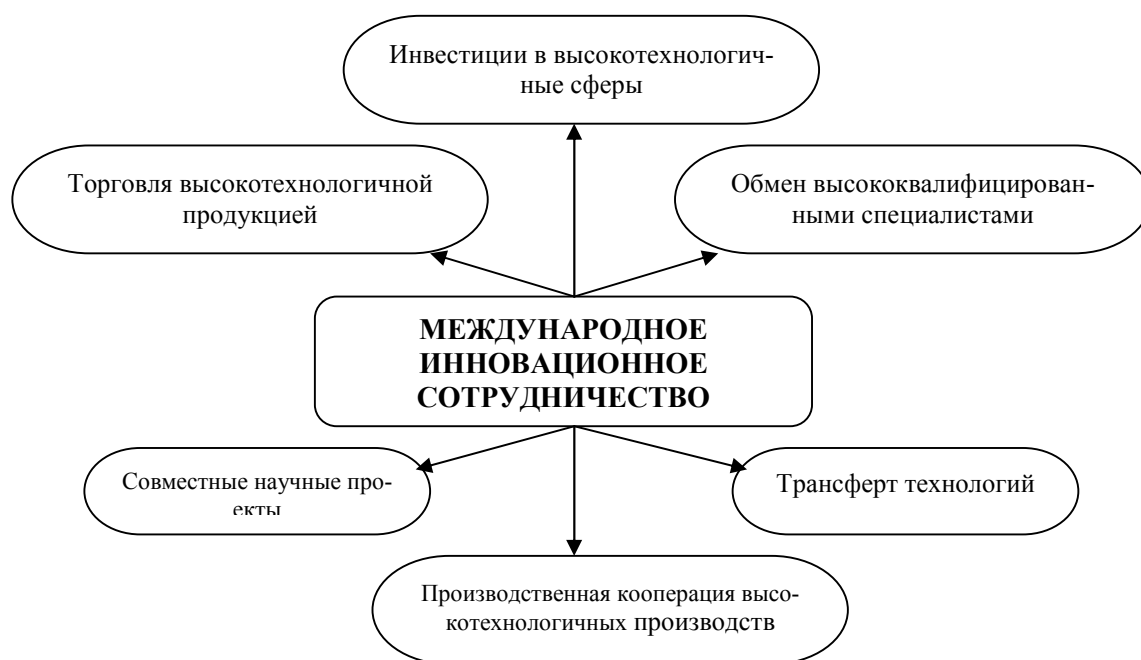 Инвестиции в высокотехнологич-
ные сферы
Торговля высокотехнологичной
продукцией
Обмен высококвалифицирован-
ными специалистами
МЕЖДУНАРОДНОЕ
ИННОВАЦИОННОЕ
СОТРУДНИЧЕСТВО
Совместные научные про-
екты
Трансферт технологий
Производственная кооперация высо-
котехнологичных производств